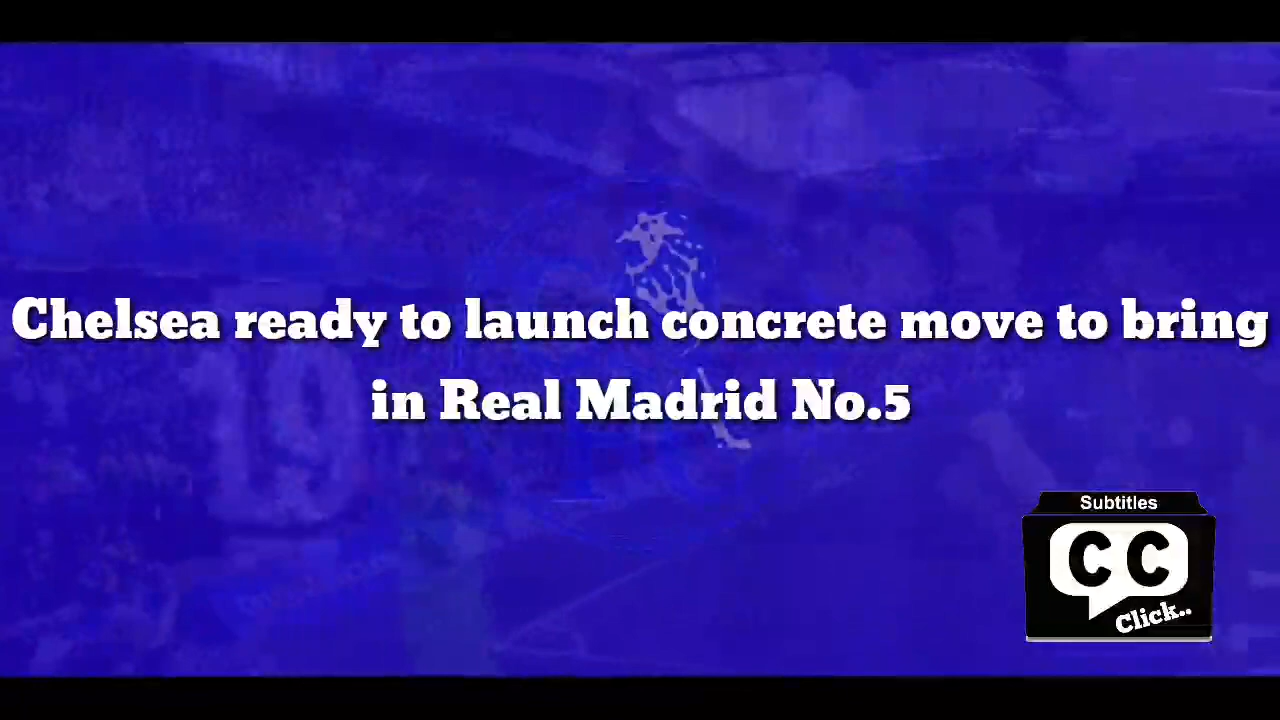 Chelsea ready to launch concrete move to bring
in Real Madrid No.5
Subtitles
CC
Click..